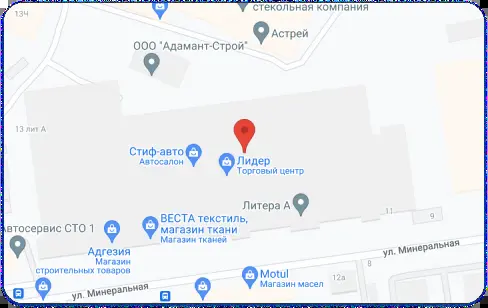 13Ч
стекольная компания
Астрей
ООО "Адамант-Строй"
13 лит А
Стиф-авто
Автосалон
Лидер
Торговый центр
Литера А
11
9
ВЕСТА текстиль,
магазин ткани
Магазин тканей
Автосервис СТО 1
Адгезия
Магазин
строительных товаров
ул. Минеральная
8
Motul
Магазин масел
12а
ул. Минеральная